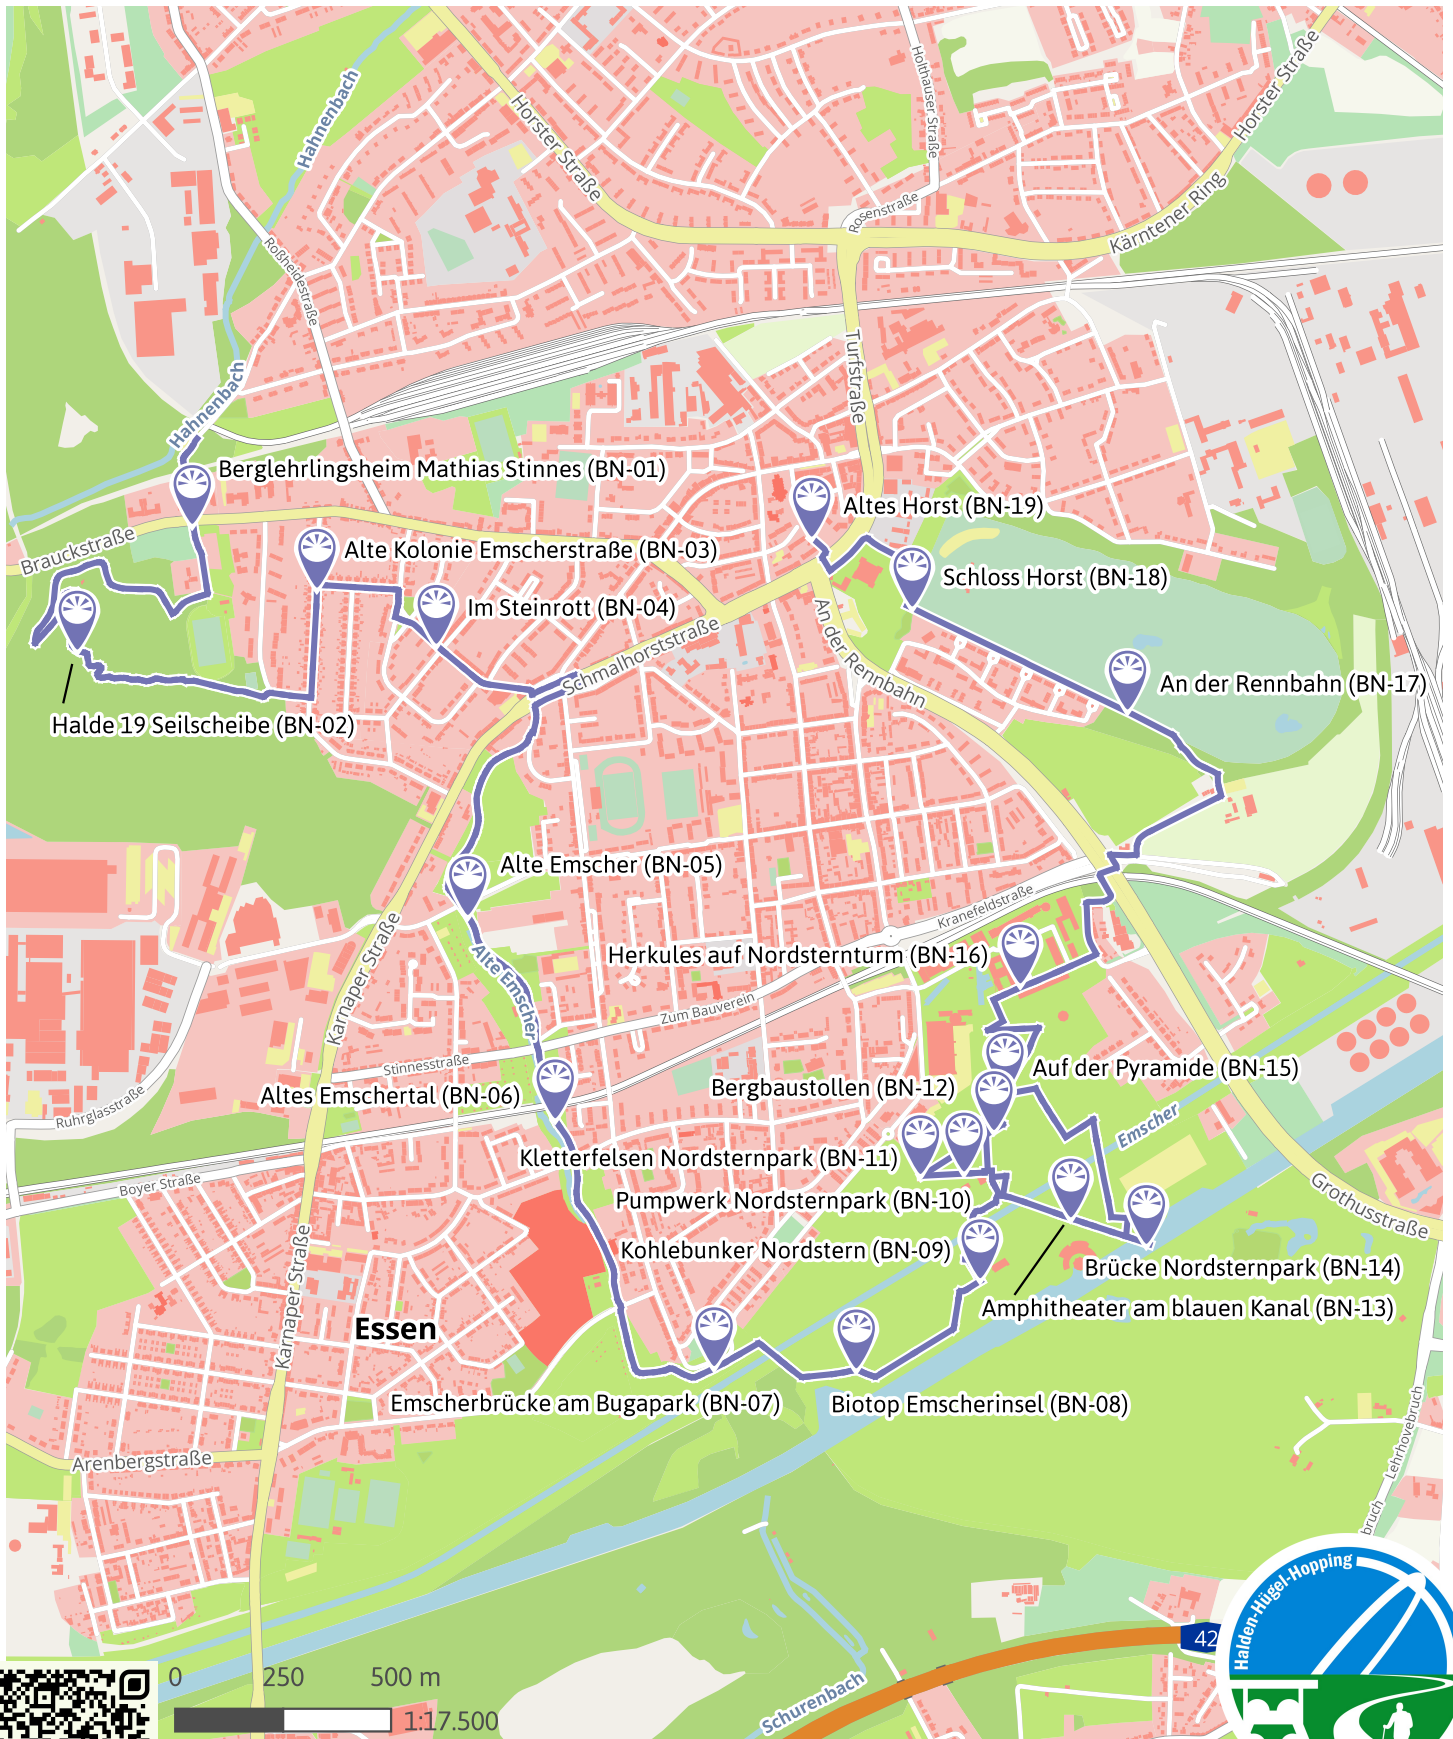 Hahnenbach
Horster Straße
Holthauser Straße
Horster Straße
Rosenstraße
Kärntener Ring
Roßheidestraße
Turfstraße
Hahnenbach
Berglehrlingsheim Mathias Stinnes (BN-01)
Altes Horst (BN-19)
Brauckstraße
Alte Kolonie Emscherstraße (BN-03)
Schloss Horst (BN-18)
Im Steinrott (BN-04)
Schmalhorststraße
An der Rennbahn
An der Rennbahn (BN-17)
Halde 19 Seilscheibe (BN-02)
Alte Emscher (BN-05)
Kranefeldstraße
Karnaper Straße
Herkules auf Nordsternturm (BN-16)
Alte Emscher
Zum Bauverein
Stinnesstraße
Auf der Pyramide (BN-15)
Bergbaustollen (BN-12)
Altes Emschertal (BN-06)
Ruhrglasstraße
Emscher
Kletterfelsen Nordsternpark (BN-11)
Boyer Straße
Pumpwerk Nordsternpark (BN-10)
Grothusstraße
Kohlebunker Nordstern (BN-09)
Brücke Nordsternpark (BN-14)
Karnaper Straße
Amphitheater am blauen Kanal (BN-13)
Essen
Emscherbrücke am Bugapark (BN-07)
Biotop Emscherinsel (BN-08)
Lehrhovebruch
Arenbergstraße
bruch
Halden-Hügel-Hopping
42
Schurenbach
0 250 500 m
1:17.500